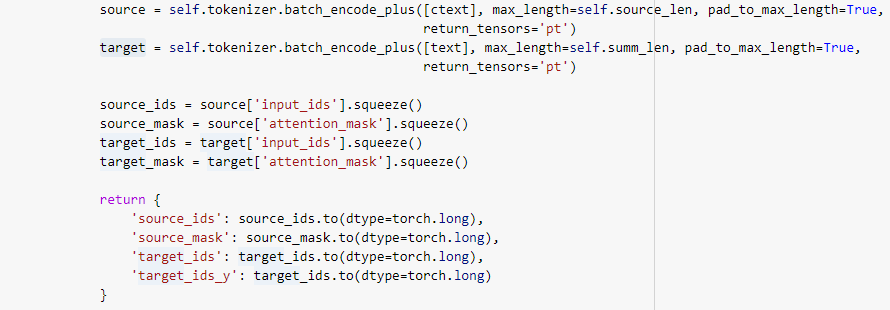 source = self.tokenizer.batch_encode_plus([ctext], max_length=self.source_len, pad_to_max_length=True,
return_tensors='pt')
target = self.tokenizer.batch_encode_plus([text], max_length=self.summ_len, pad_to_max_length=True,
return_tensors='pt')
source_ids = source['input_ids'].squeeze()
source_mask = source['attention_mask'].squeeze()
target_ids = target['input_ids'].squeeze()
target_mask = target['attention_mask'].squeeze()
return {
'source_ids': source_ids.to(dtype=torch.long),
'source_mask': source_mask.to(dtype=torch.long),
'target_ids': target_ids.to(dtype=torch.long),
'target_ids_y': target_ids.to(dtype=torch.long)
}